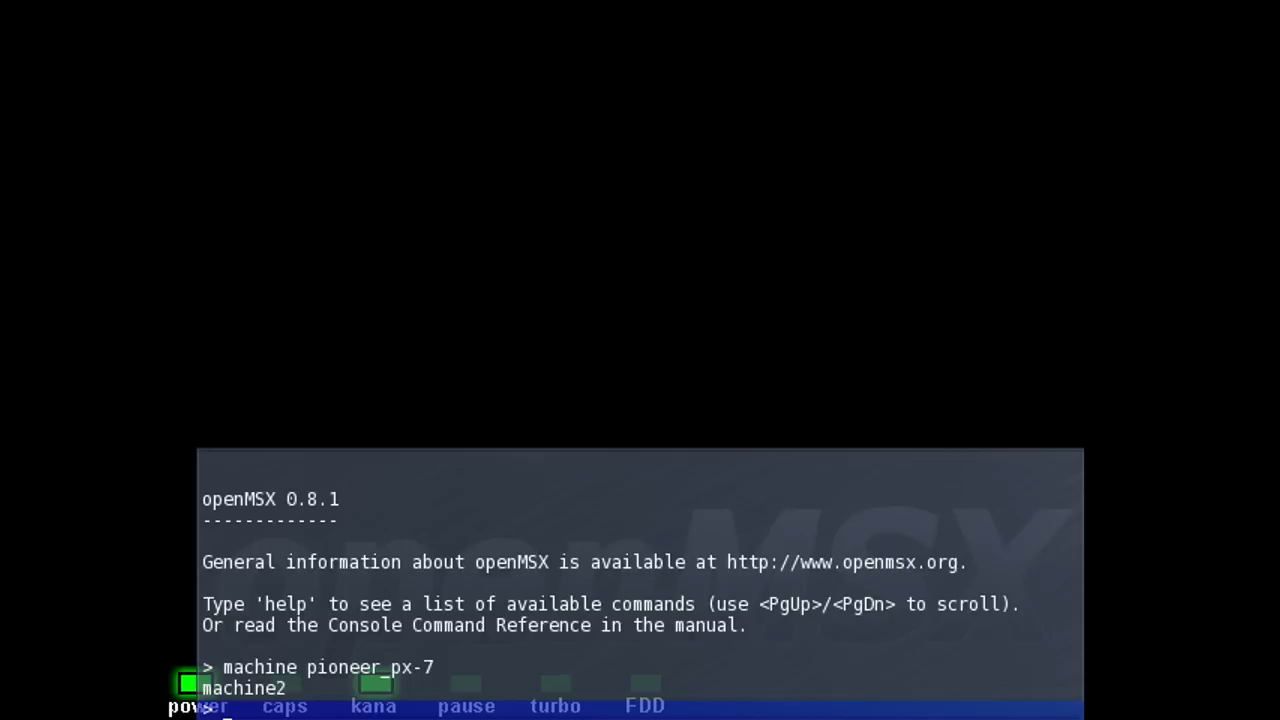 openMSX 0.8.1
-------------
General information about openMSX is available at http://www.openmsx.org.
Type 'help' to see a list of available commands (use <PgUp>/<PgDn> to scroll).
Or read the Console Command Reference in the manual.
> machine pioneer_px-7
machine2
> _
power caps kana pause turbo FDD
openMSX